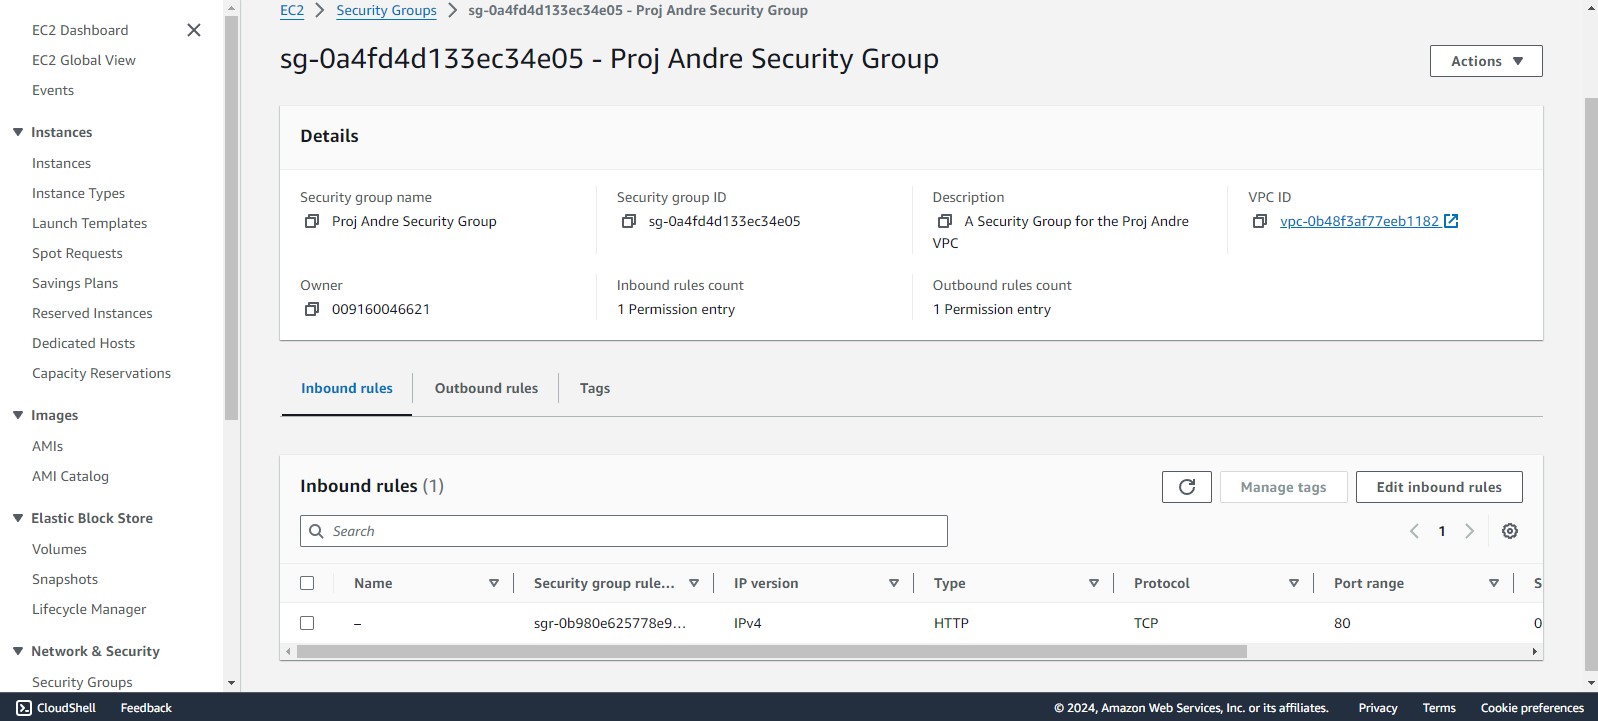 EC2 Dashboard
EC2 Global View
Events
Instances
Instances
Instance Types
Launch Templates
Spot Requests
Savings Plans
Reserved Instances
Dedicated Hosts
Capacity Reservations
Images
AMIs
AMI Catalog
Elastic Block Store
Volumes
Snapshots
Lifecycle Manager
Network & Security
Security Groups
EC2 > Security Groups > sg-0a4fd4d133ec34e05 - Proj Andre Security Group
sg-0a4fd4d133ec34e05 - Proj Andre Security Group
Actions
Details
Security group name
Proj Andre Security Group
Security group ID
sg-0a4fd4d133ec34e05
Description
A Security Group for the Proj Andre
VPC
VPC ID
vpc-0b48f3af77eeb1182
Owner
009160046621
Inbound rules count
1 Permission entry
Outbound rules count
1 Permission entry
Inbound rules Outbound rules Tags
Inbound rules (1)
Manage tags Edit inbound rules
Search
1
Name Security group rule... IP version Type Protocol Port range S
– sgr-0b980e625778e9... IPv4 HTTP TCP 80 0
CloudShell Feedback © 2024, Amazon Web Services, Inc. or its affiliates. Privacy Terms Cookie preferences